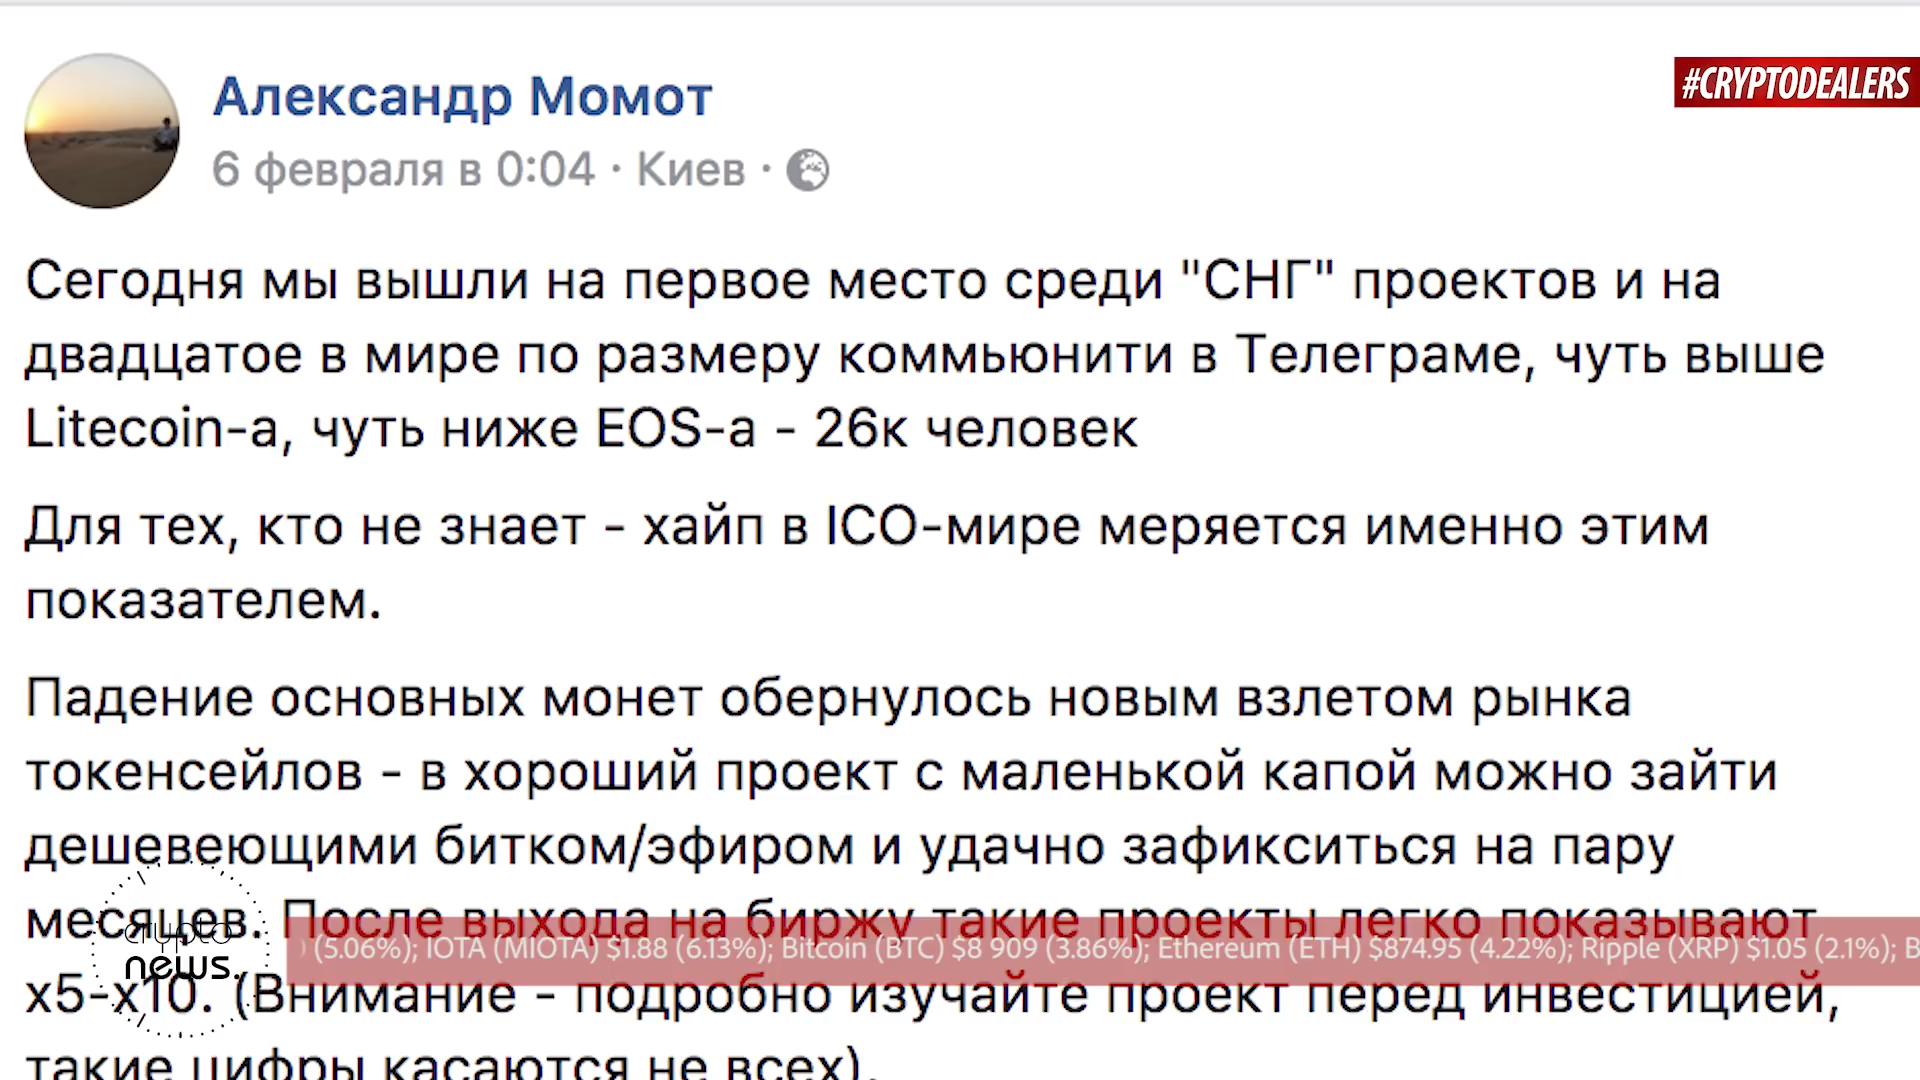 #CRYPTODEALERS
Александр Момот
6 февраля в 0:04 · Киев ·
Сегодня мы вышли на первое место среди "СНГ" проектов и на
двадцатое в мире по размеру коммьюнити в Телеграме, чуть выше
Litecoin-а, чуть ниже EOS-а - 26к человек
Для тех, кто не знает - хайп в ICO-мире меряется именно этим
показателем.
Падение основных монет обернулось новым взлетом рынка
токенсейлов - в хороший проект с маленькой капой можно зайти
дешевеющими битком/эфиром и удачно зафикситься на пару
месяцев. После выхода на биржу такие проекты легко показывают
х5-х10. (Внимание - подробно изучайте проект перед инвестицией,
такие цифры касаются не всех).
crypto
news.
) (5.06%); IOTA (MIOTA) $1.88 (6.13%); Bitcoin (BTC) $8 909 (3.86%); Ethereum (ETH) $874.95 (4.22%); Ripple (XRP) $1.05 (2.1%); B